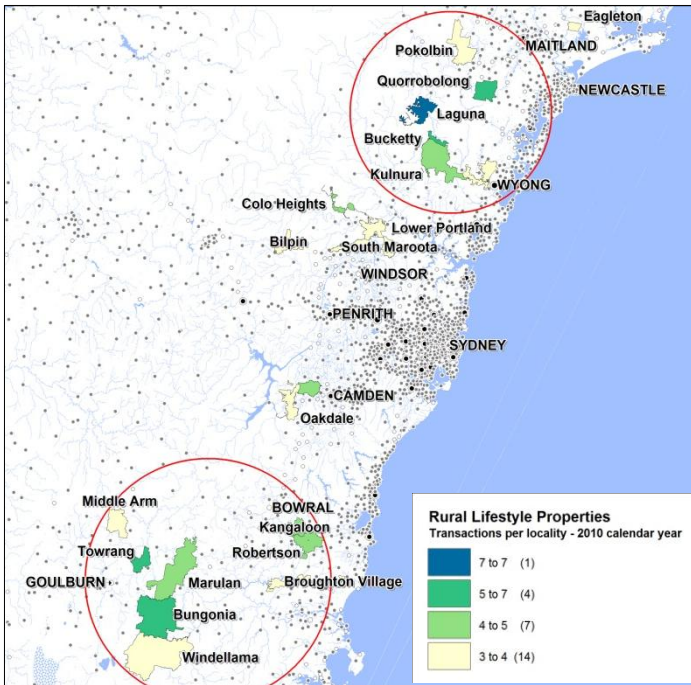 Eagleton
Pokolbin
MAITLAND
Quorrobolong
NEWCASTLE
Laguna
Bucketty
Kulnura
WYONG
Colo Heights
Lower Portland
Bilpin
South Maroota
WINDSOR
PENRITH
SYDNEY
CAMDEN
Oakdale
Middle Arm
BOWRAL
Kangaloon
Towrang
Robertson
GOULBURN
Marulan
Broughton Village
Bungonia
Windellama
Rural Lifestyle Properties
Transactions per locality - 2010 calendar year
7 to 7 (1)
5 to 7 (4)
4 to 5 (7)
3 to 4 (14)